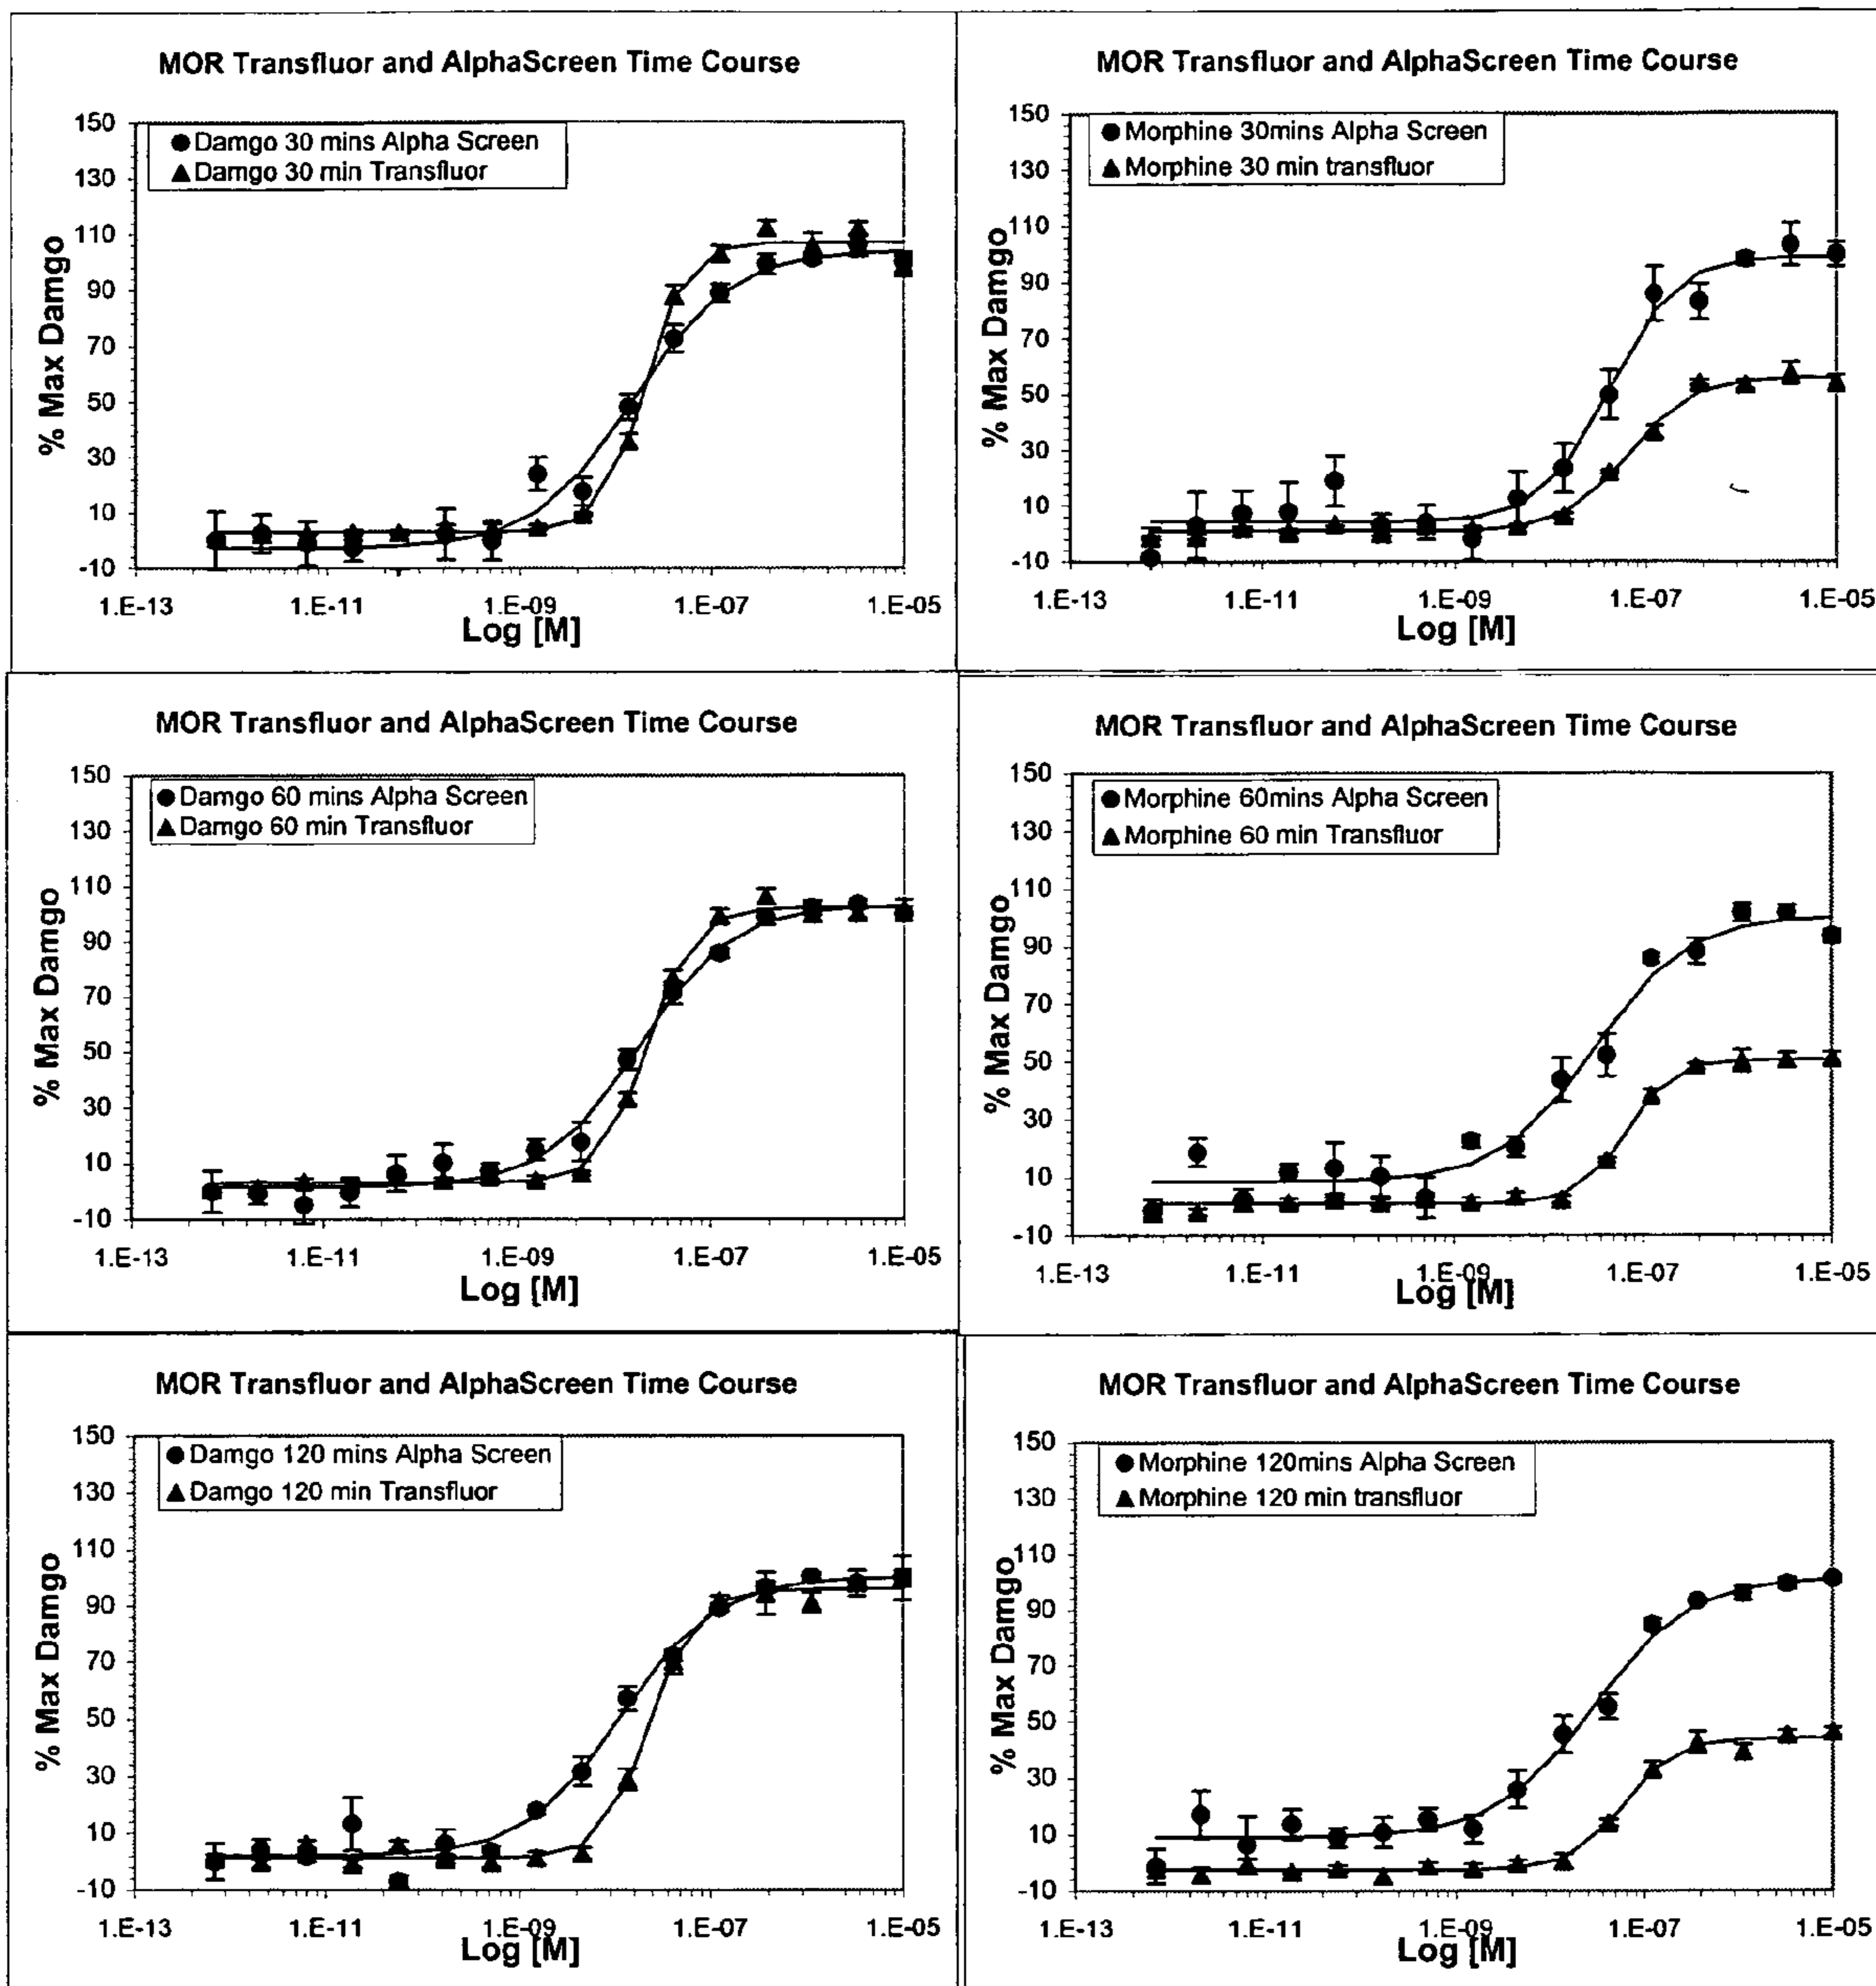 MOR Transfluor and AlphaScreen Time Course
150
130
110
90
70
50
30
10
-10
% Max Damgo
● Damgo 30 mins Alpha Screen
▲ Damgo 30 min Transfluor
1.E-13 1.E-11 1.E-09 1.E-07 1.E-05
Log [M]
MOR Transfluor and AlphaScreen Time Course
150
130
110
90
70
50
30
10
-10
% Max Damgo
● Morphine 30mins Alpha Screen
▲ Morphine 30 min transfluor
1.E-13 1.E-11 1.E-09 1.E-07 1.E-05
Log [M]
MOR Transfluor and AlphaScreen Time Course
150
130
110
90
70
50
30
10
-10
% Max Damgo
● Damgo 60 mins Alpha Screen
▲ Damgo 60 min Transfluor
1.E-13 1.E-11 1.E-09 1.E-07 1.E-05
Log [M]
MOR Transfluor and AlphaScreen Time Course
150
130
110
90
70
50
30
10
-10
% Max Damgo
● Morphine 60mins Alpha Screen
▲ Morphine 60 min Transfluor
1.E-13 1.E-11 1.E-09 1.E-07 1.E-05
Log [M]
MOR Transfluor and AlphaScreen Time Course
150
130
110
90
70
50
30
10
-10
% Max Damgo
● Damgo 120 mins Alpha Screen
▲ Damgo 120 min Transfluor
1.E-13 1.E-11 1.E-09 1.E-07 1.E-05
Log [M]
MOR Transfluor and AlphaScreen Time Course
150
130
110
90
70
50
30
10
-10
% Max Damgo
● Morphine 120mins Alpha Screen
▲ Morphine 120 min transfluor
1.E-13 1.E-11 1.E-09 1.E-07 1.E-05
Log [M]